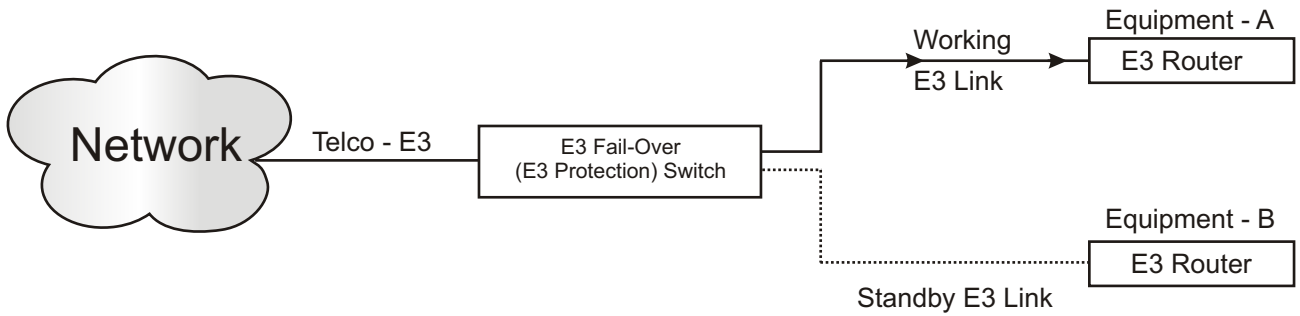 Network
Telco - E3
E3 Fail-Over
(E3 Protection) Switch
Working
E3 Link
Equipment - A
E3 Router
Equipment - B
E3 Router
Standby E3 Link